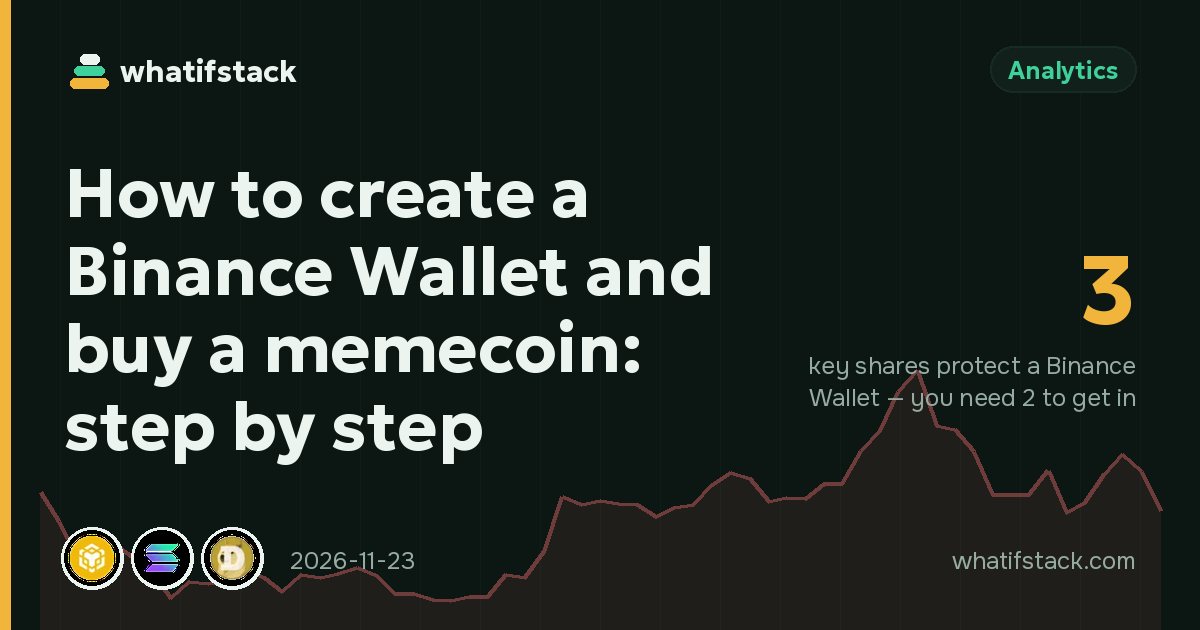 whatifstack
Analytics
How to create a
Binance Wallet and
buy a memecoin:
step by step
3
key shares protect a Binance
Wallet — you need 2 to get in
2026-11-23
whatifstack.com